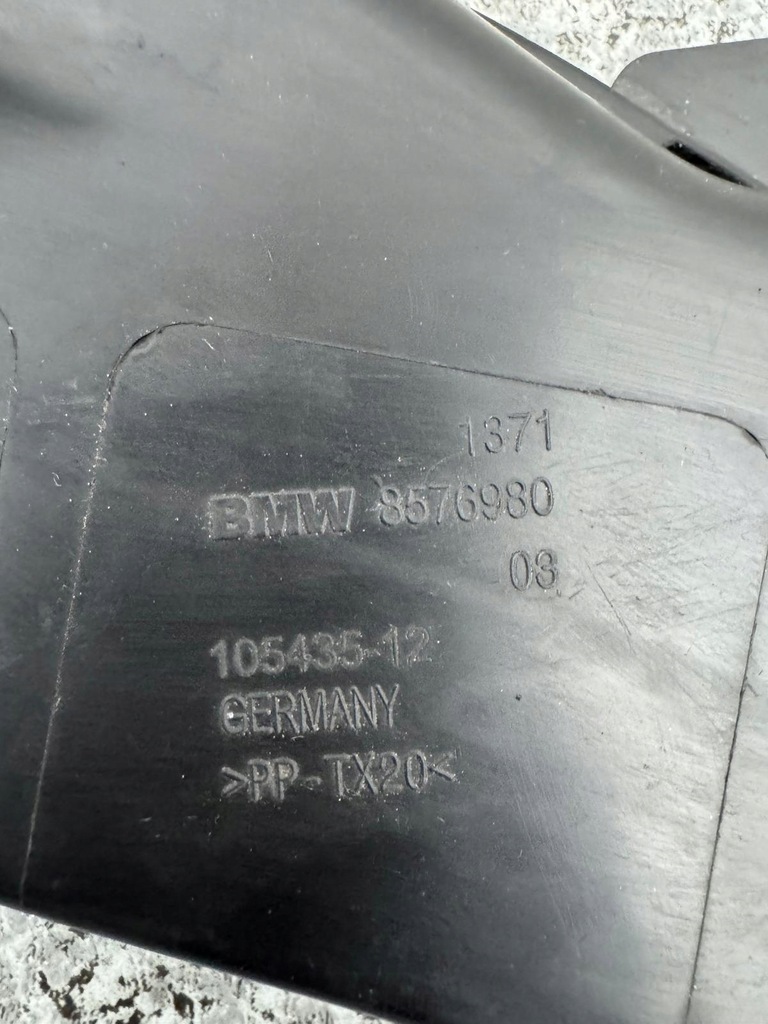 1371
BMW 8576980
03
105435-12
GERMANY
>PP-TX20<